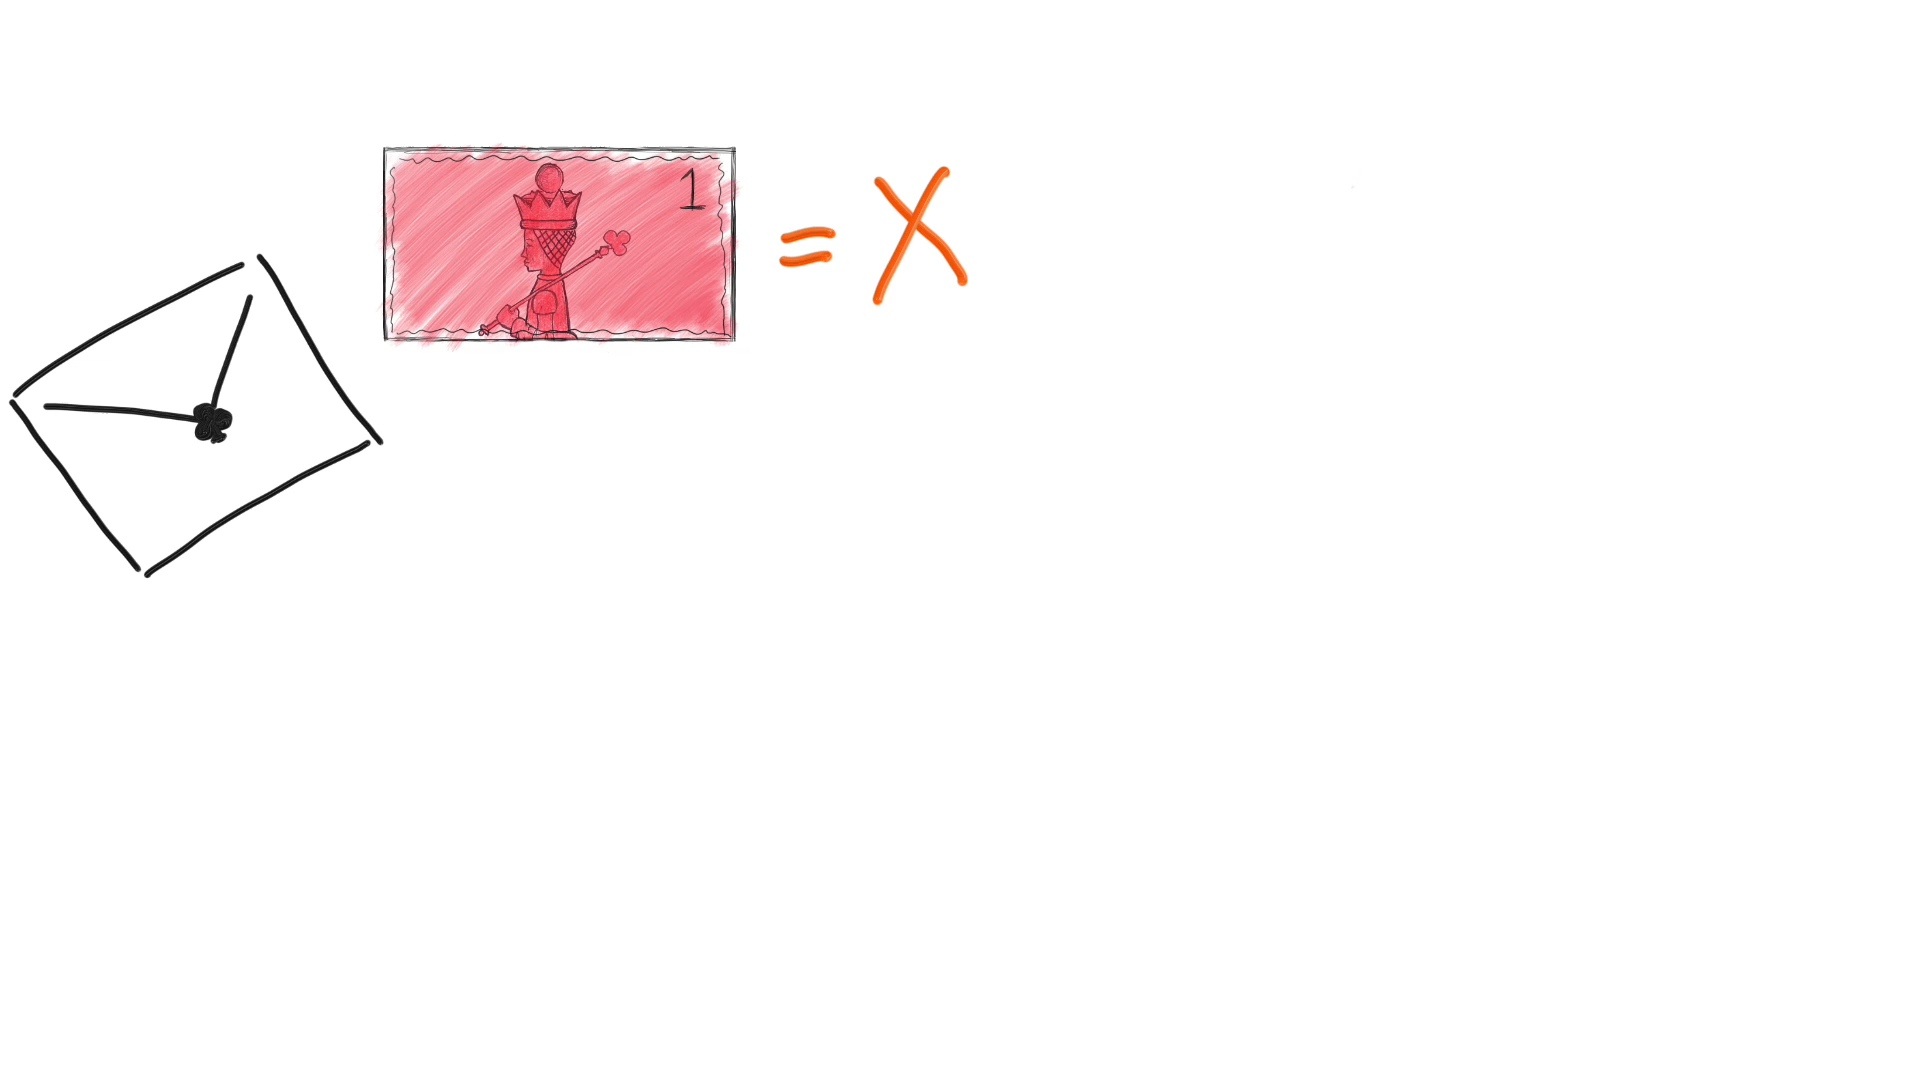 1
= X